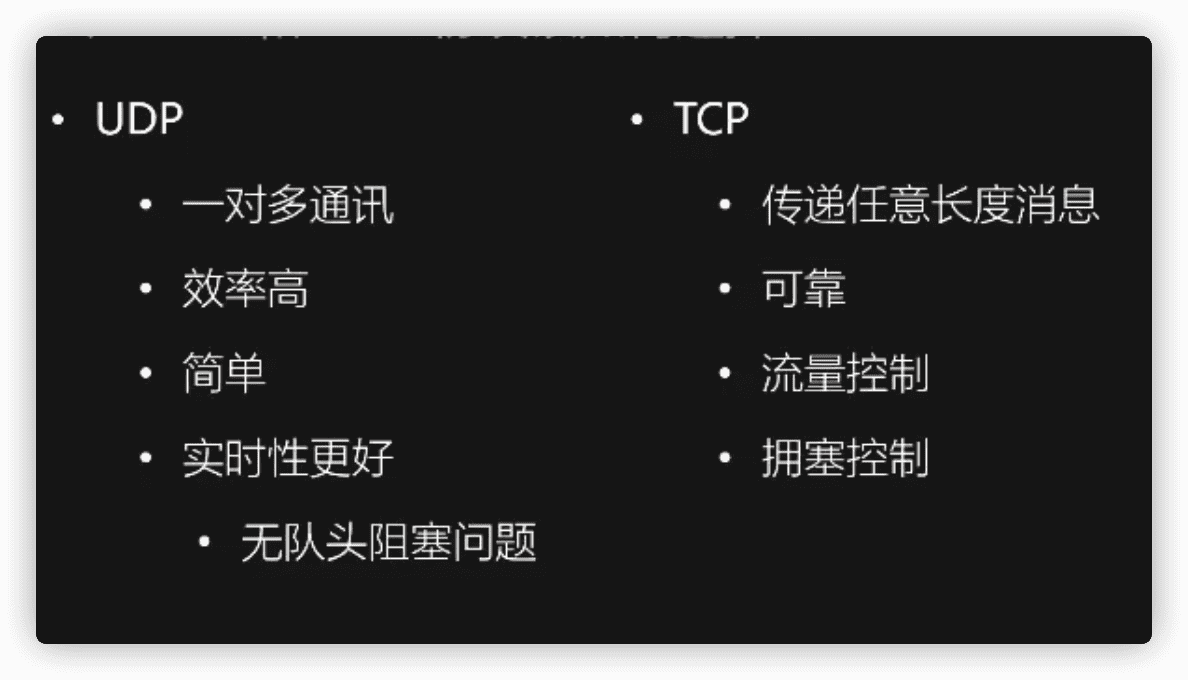 UDP
一对多通讯
效率高
简单
实时性更好
无队头阻塞问题
TCP
传递任意长度消息
可靠
流量控制
拥塞控制